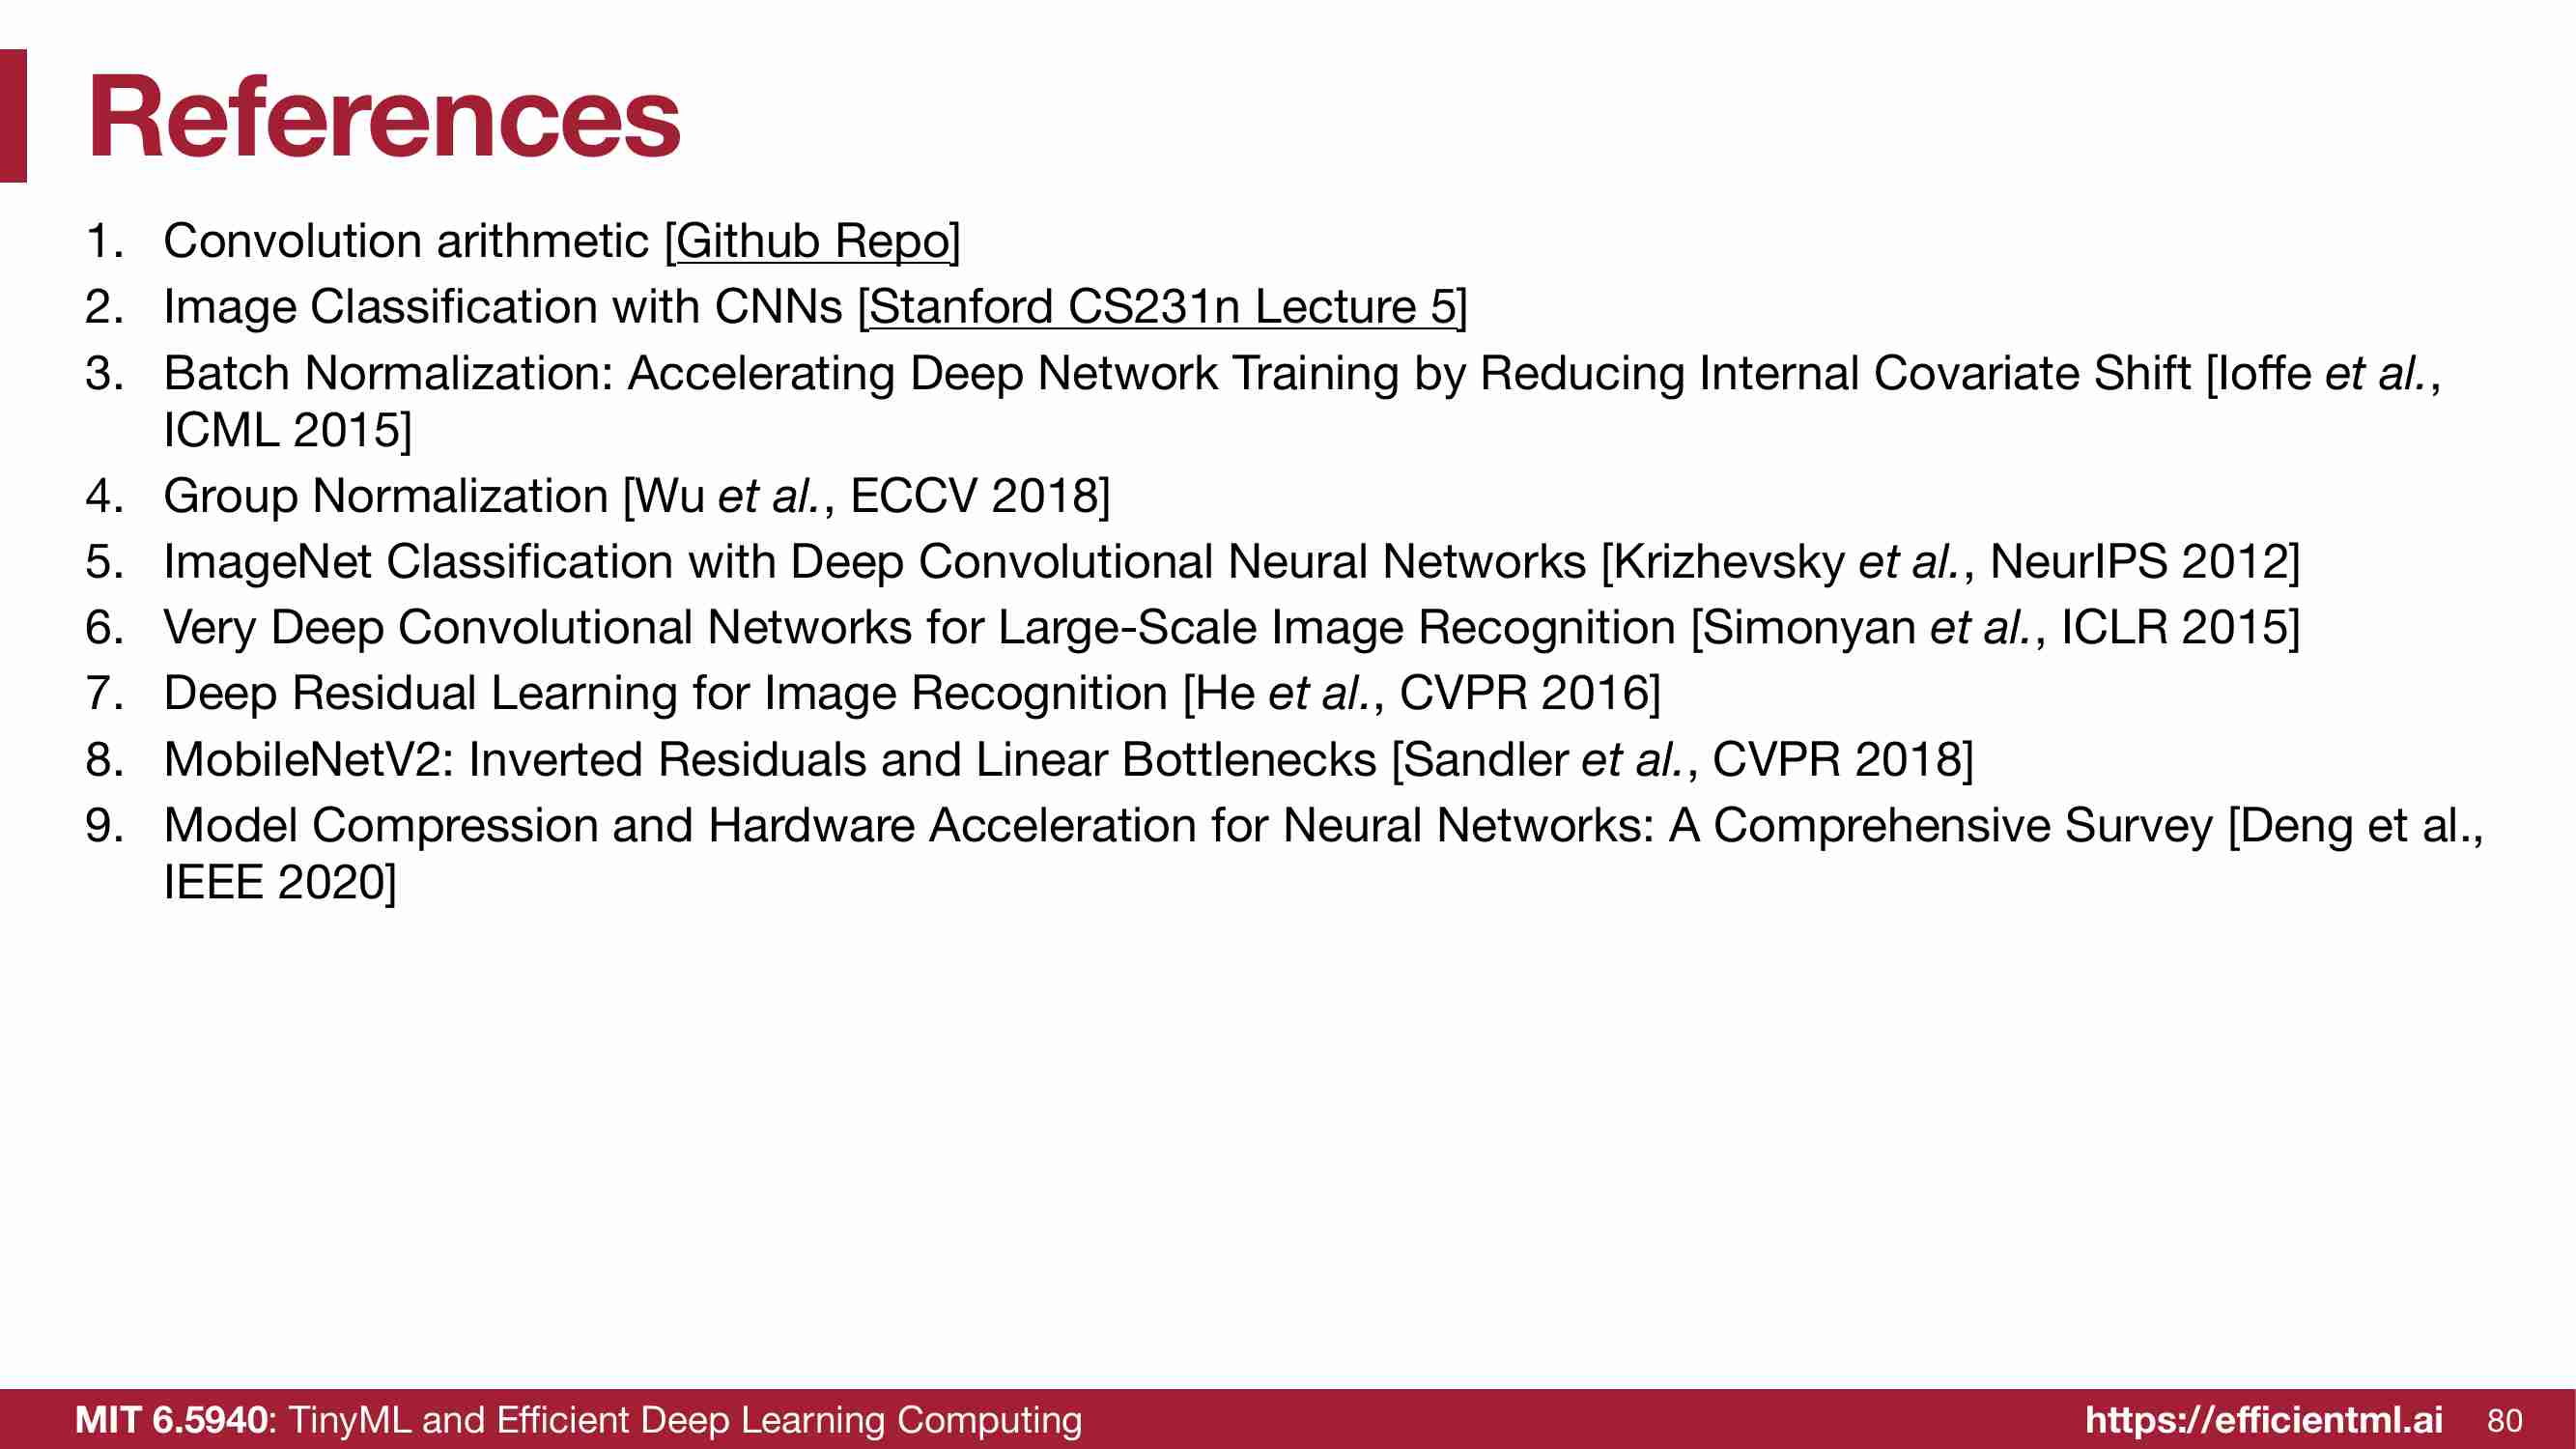 References
1. Convolution arithmetic [Github Repo]
2. Image Classification with CNNs [Stanford CS231n Lecture 5]
3. Batch Normalization: Accelerating Deep Network Training by Reducing Internal Covariate Shift [Ioffe et al.,
ICML 2015]
4. Group Normalization [Wu et al., ECCV 2018]
5. ImageNet Classification with Deep Convolutional Neural Networks [Krizhevsky et al., NeurIPS 2012]
6. Very Deep Convolutional Networks for Large-Scale Image Recognition [Simonyan et al., ICLR 2015]
7. Deep Residual Learning for Image Recognition [He et al., CVPR 2016]
8. MobileNetV2: Inverted Residuals and Linear Bottlenecks [Sandler et al., CVPR 2018]
9. Model Compression and Hardware Acceleration for Neural Networks: A Comprehensive Survey [Deng et al.,
IEEE 2020]
MIT 6.5940: TinyML and Efficient Deep Learning Computing https://efficientml.ai 80